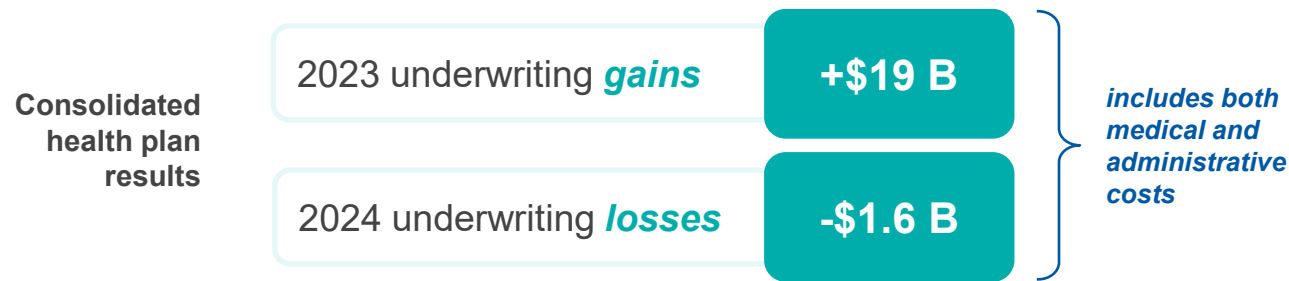 Consolidated
health plan
results
2023 underwriting gains
+$19 B
2024 underwriting losses
-$1.6 B
includes both
medical and
administrative
costs